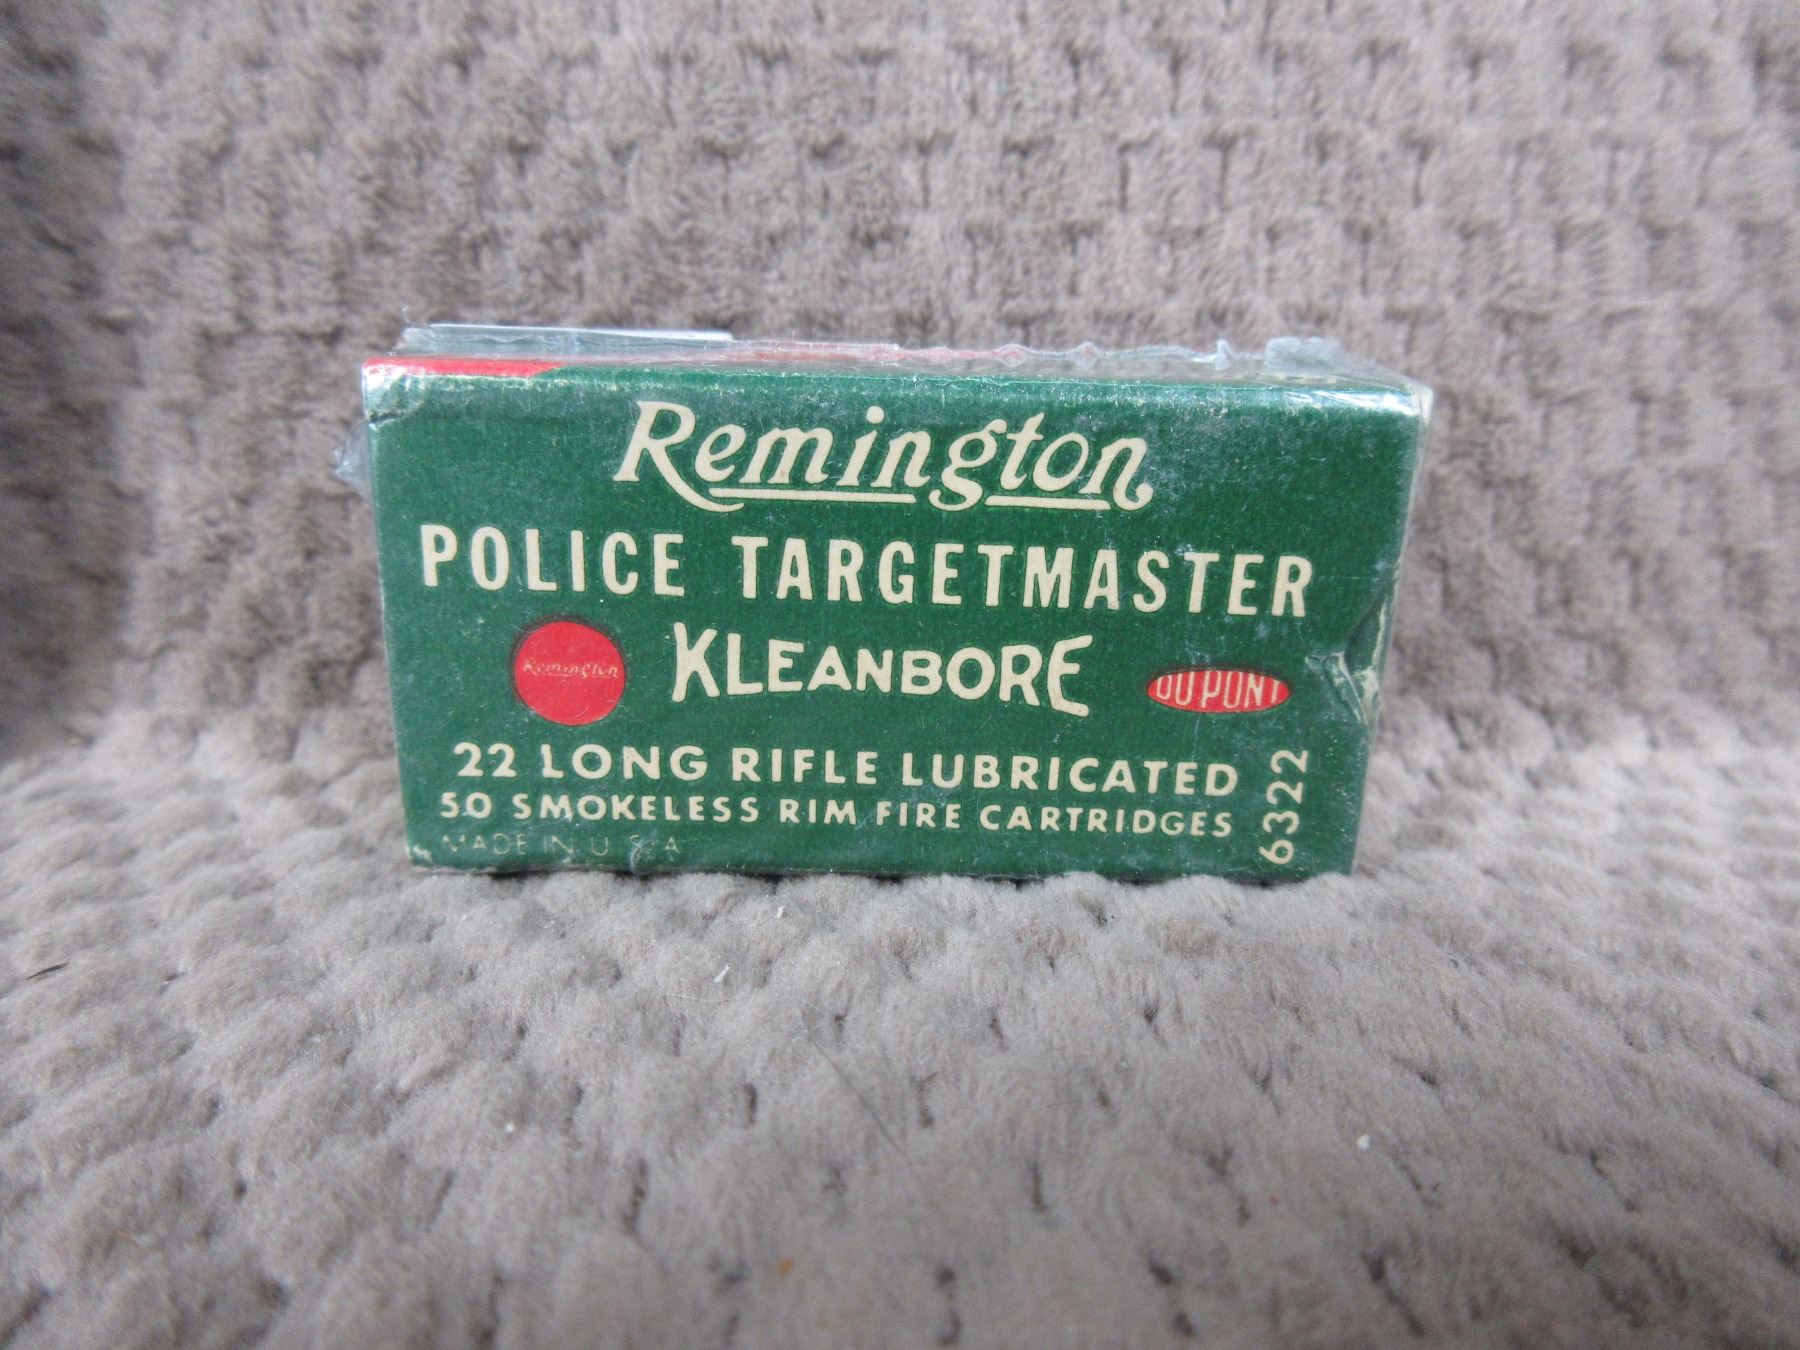 Remington
POLICE TARGETMASTER
Remington
KLEANBORE
DU PONT
22 LONG RIFLE LUBRICATED
50 SMOKELESS RIM FIRE CARTRIDGES
MADE IN U.S.A
6322